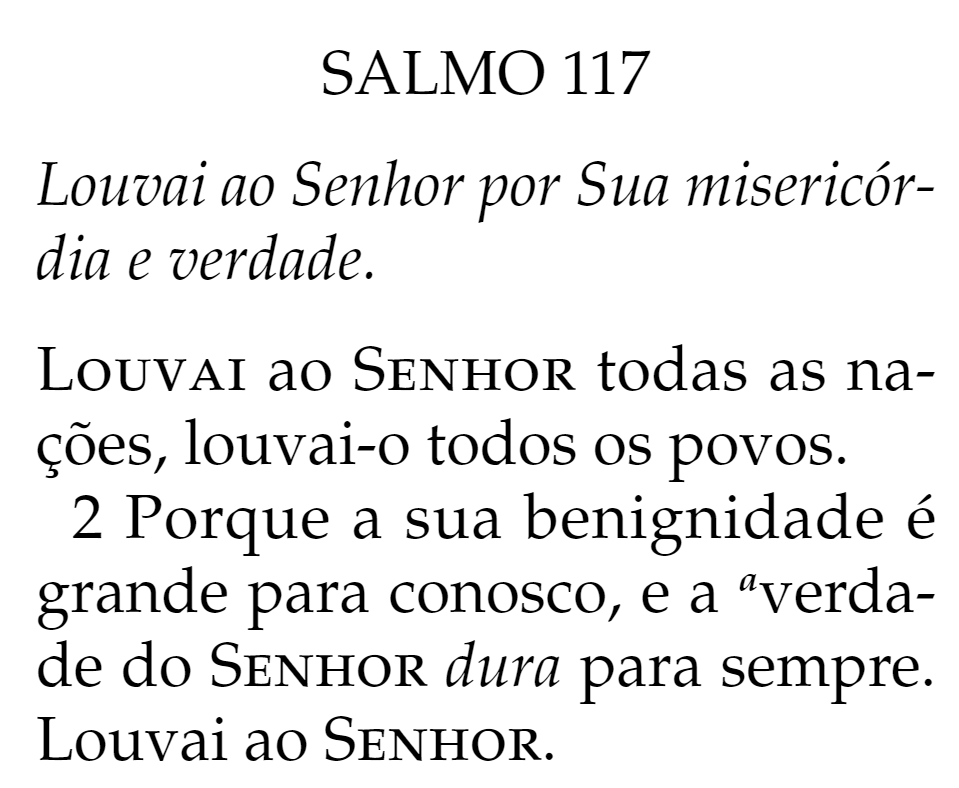 SALMO 117
Louvai ao Senhor por Sua misericór-
dia e verdade.
LOUVAI ao SENHOR todas as na-
ções, louvai-o todos os povos.
2 Porque a sua benignidade é
grande para conosco, e a ᵃverda-
de do SENHOR dura para sempre.
Louvai ao SENHOR.